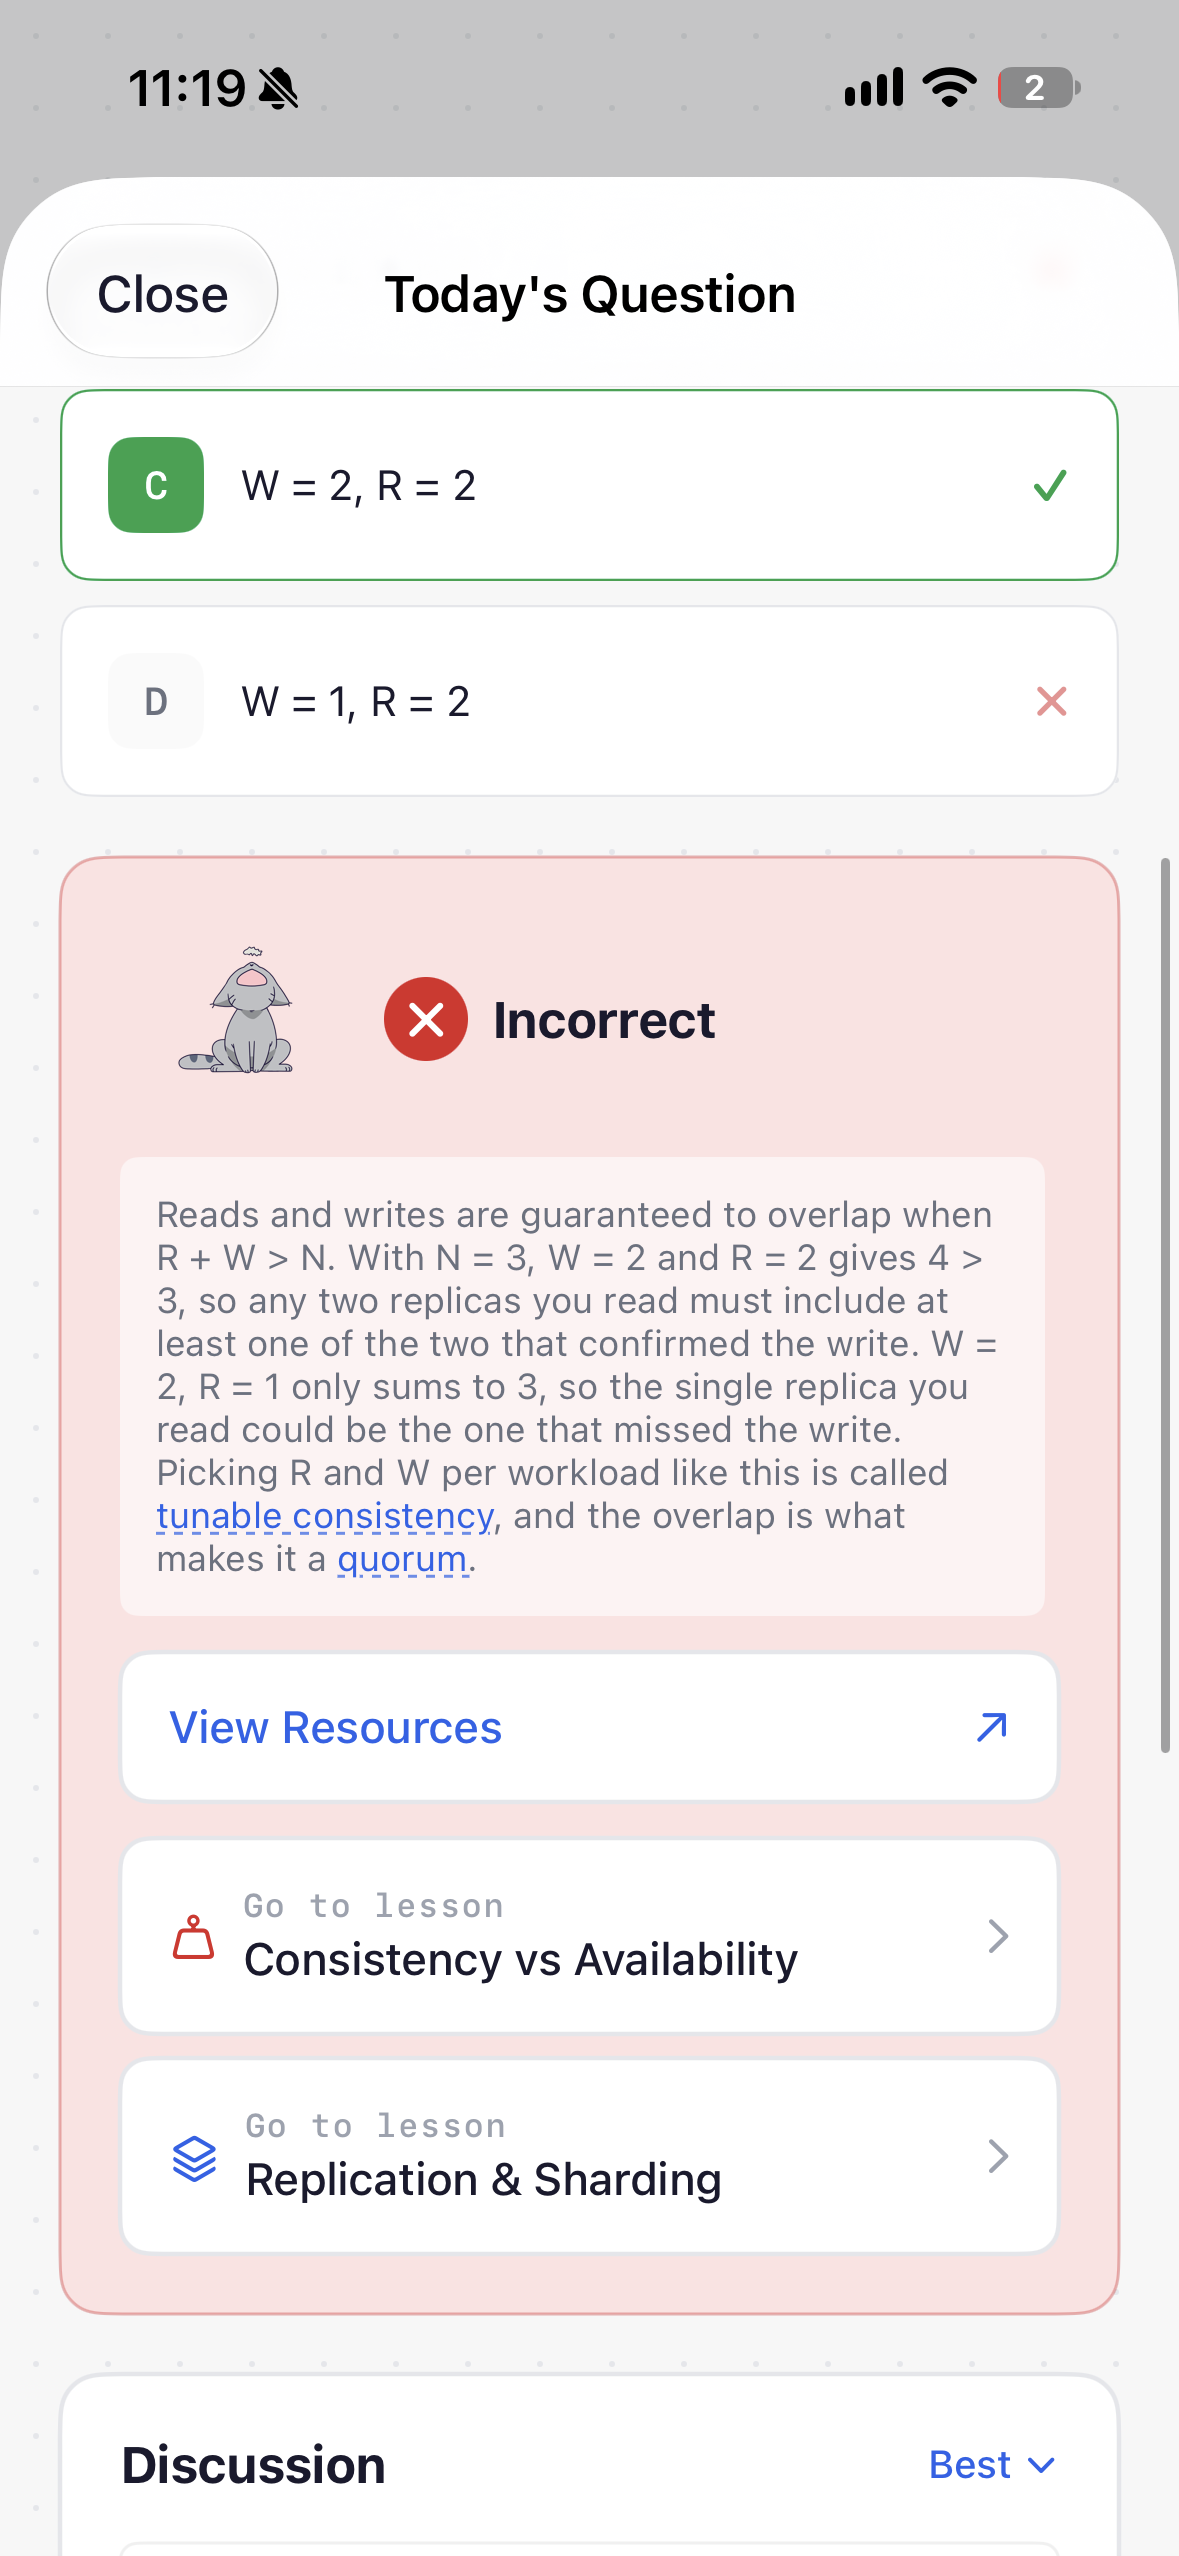 11:19
2
Close
Today's Question
C
W = 2, R = 2
D
W = 1, R = 2
Incorrect
Reads and writes are guaranteed to overlap when
R + W > N. With N = 3, W = 2 and R = 2 gives 4 >
3, so any two replicas you read must include at
least one of the two that confirmed the write. W =
2, R = 1 only sums to 3, so the single replica you
read could be the one that missed the write.
Picking R and W per workload like this is called
tunable consistency, and the overlap is what
makes it a quorum.
View Resources
Go to lesson
Consistency vs Availability
Go to lesson
Replication & Sharding
Discussion
Best